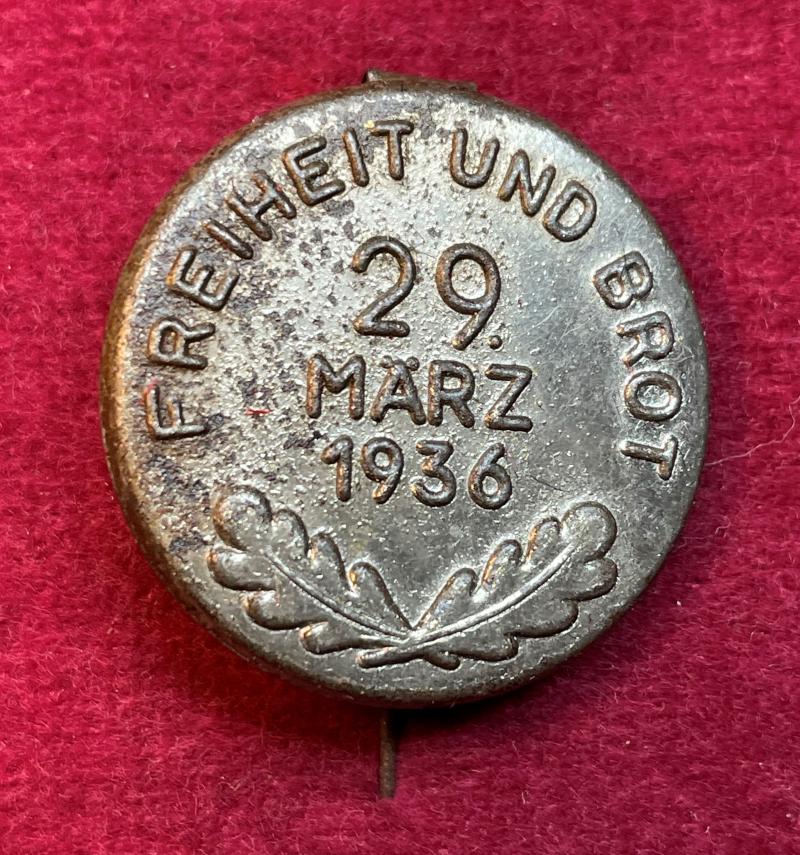 FREIHEIT UND BROT
29.
MÄRZ
1936